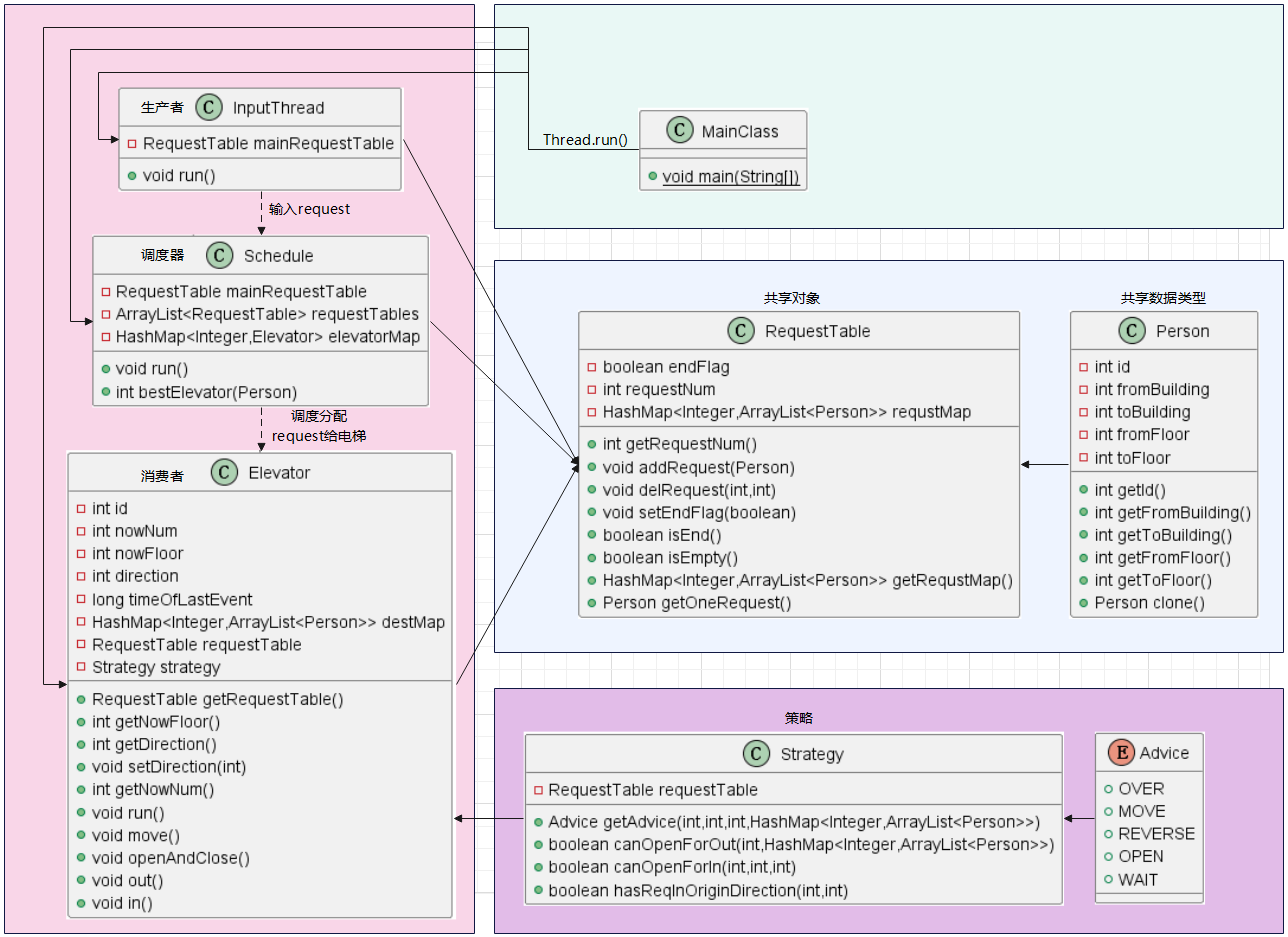 生产者 C InputThread
RequestTable mainRequestTable
void run()
输入request
调度器 C Schedule
RequestTable mainRequestTable
ArrayList<RequestTable> requestTables
HashMap<Integer,Elevator> elevatorMap
void run()
int bestElevator(Person)
调度分配
request给电梯
消费者 C Elevator
int id
int nowNum
int nowFloor
int direction
long timeOfLastEvent
HashMap<Integer,ArrayList<Person>> destMap
RequestTable requestTable
Strategy strategy
RequestTable getRequestTable()
int getNowFloor()
int getDirection()
void setDirection(int)
int getNowNum()
void run()
void move()
void openAndClose()
void out()
void in()
Thread.run()
C MainClass
void main(String[])
共享对象
C RequestTable
boolean endFlag
int requestNum
HashMap<Integer,ArrayList<Person>> requstMap
int getRequestNum()
void addRequest(Person)
void delRequest(int,int)
void setEndFlag(boolean)
boolean isEnd()
boolean isEmpty()
HashMap<Integer,ArrayList<Person>> getRequstMap()
Person getOneRequest()
共享数据类型
C Person
int id
int fromBuilding
int toBuilding
int fromFloor
int toFloor
int getId()
int getFromBuilding()
int getToBuilding()
int getFromFloor()
int getToFloor()
Person clone()
策略
C Strategy
RequestTable requestTable
Advice getAdvice(int,int,int,HashMap<Integer,ArrayList<Person>>)
boolean canOpenForOut(int,HashMap<Integer,ArrayList<Person>>)
boolean canOpenForIn(int,int,int)
boolean hasReqInOriginDirection(int,int)
E Advice
OVER
MOVE
REVERSE
OPEN
WAIT